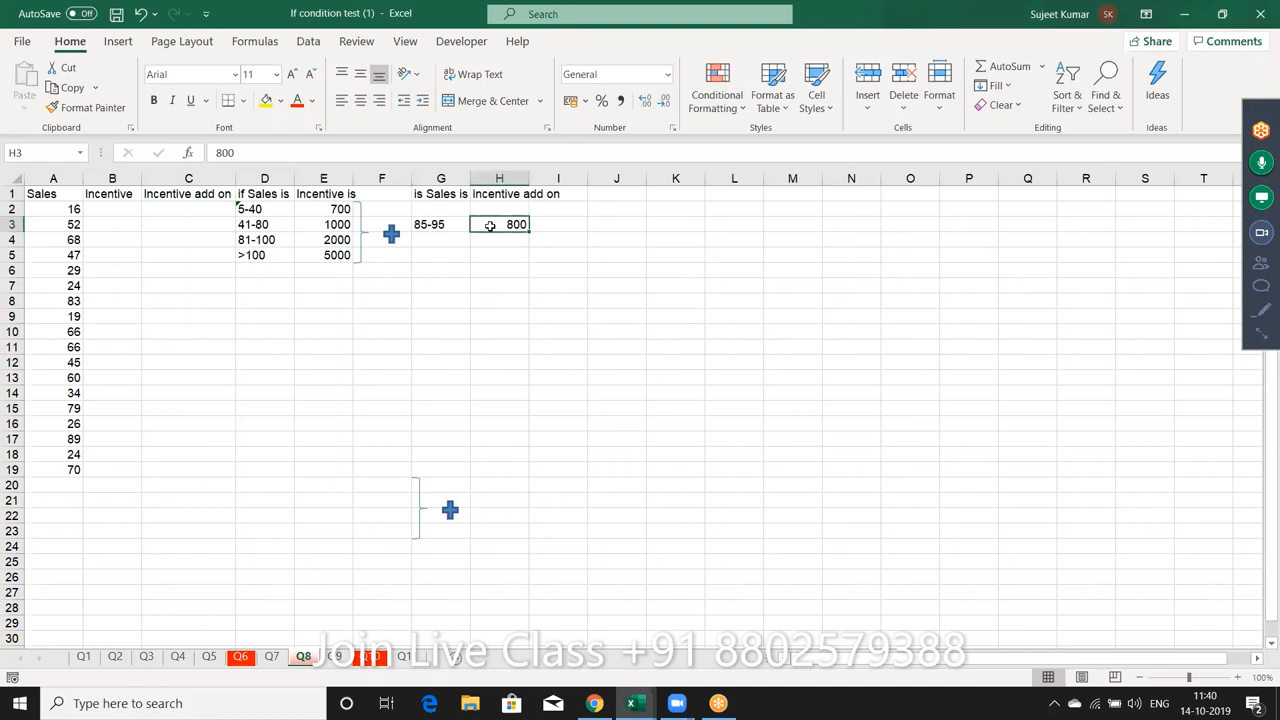 AutoSave Off If condition test (1) - Excel Search Sujeet Kumar SK
File Home Insert Page Layout Formulas Data Review View Developer Help Share Comments
Paste Cut Copy Format Painter Clipboard
Arial 11 A A B I U A Font
Wrap Text Merge & Center Alignment
General % , Number
Conditional Formatting Format as Table Cell Styles Styles
Insert Delete Format Cells
AutoSum Fill Clear Sort & Filter Find & Select Editing
Ideas Ideas
H3 fx 800
A B C D E F G H I J K L M N O P Q R S T
1 Sales Incentive Incentive add on if Sales is Incentive is is Sales is Incentive add on
2 16 5-40 700
3 52 41-80 1000 85-95 800
4 68 81-100 2000
5 47 >100 5000
6 29
7 24
8 83
9 19
10 66
11 66
12 45
13 60
14 34
15 79
16 26
17 89
18 24
19 70
20
21
22
23
24
25
26
27
28
29
30
Q1 Q2 Q3 Q4 Q5 Q6 Q7 Q8 Q9 Q10
Join Live Class +91 8802579388
100%
Type here to search
ENG 11:40
14-10-2019
2